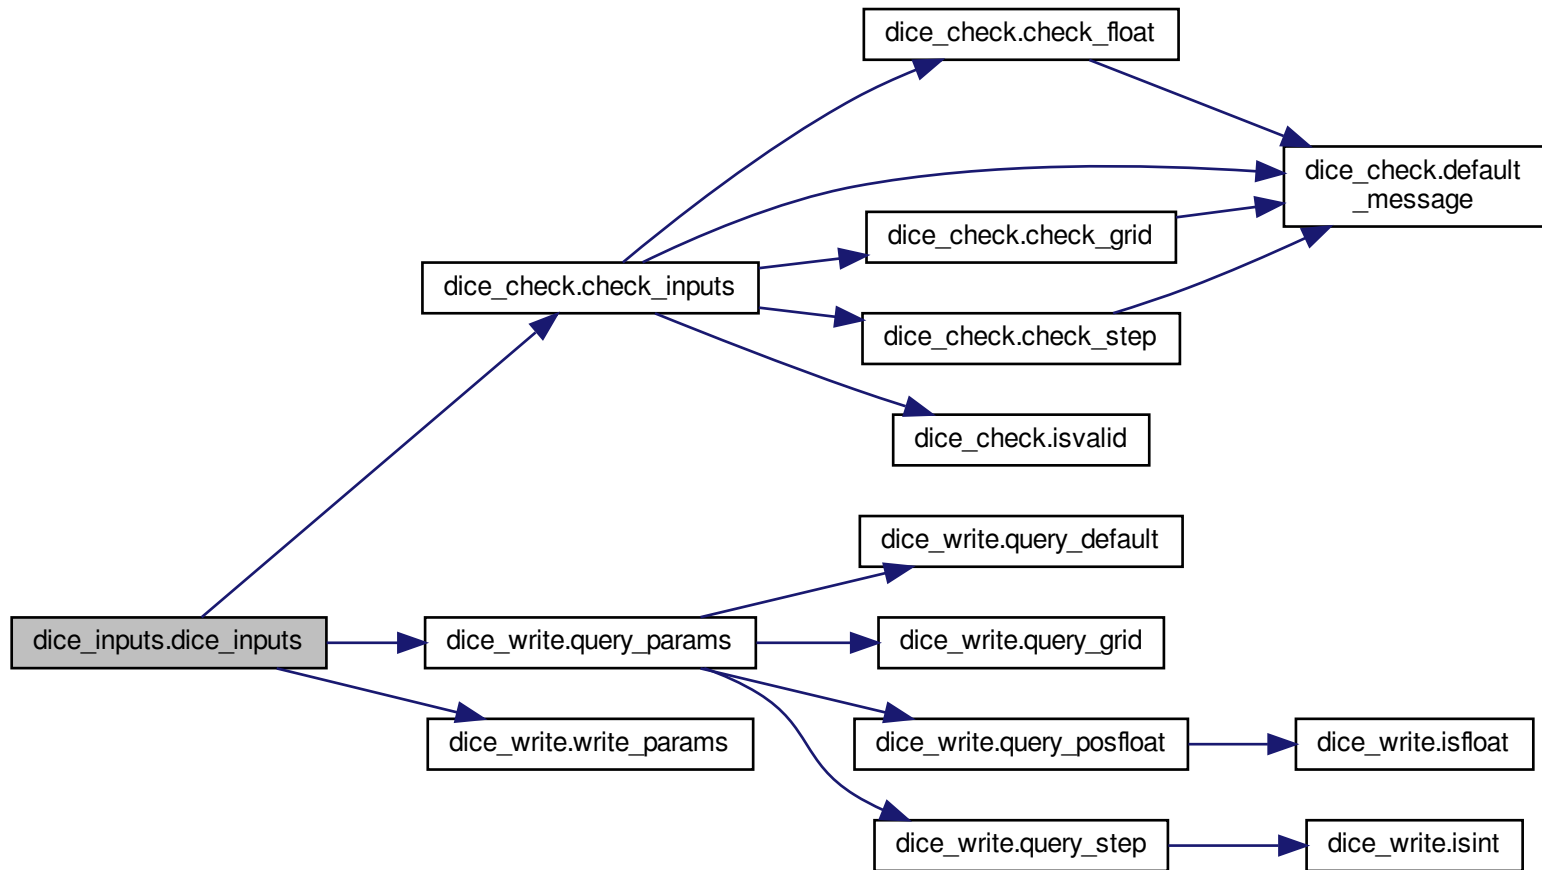 dice_check.check_float
dice_check.default
_message
dice_check.check_grid
dice_check.check_inputs
dice_check.check_step
dice_check.isvalid
dice_write.query_default
dice_inputs.dice_inputs
dice_write.query_params
dice_write.query_grid
dice_write.write_params
dice_write.query_posfloat
dice_write.isfloat
dice_write.query_step
dice_write.isint